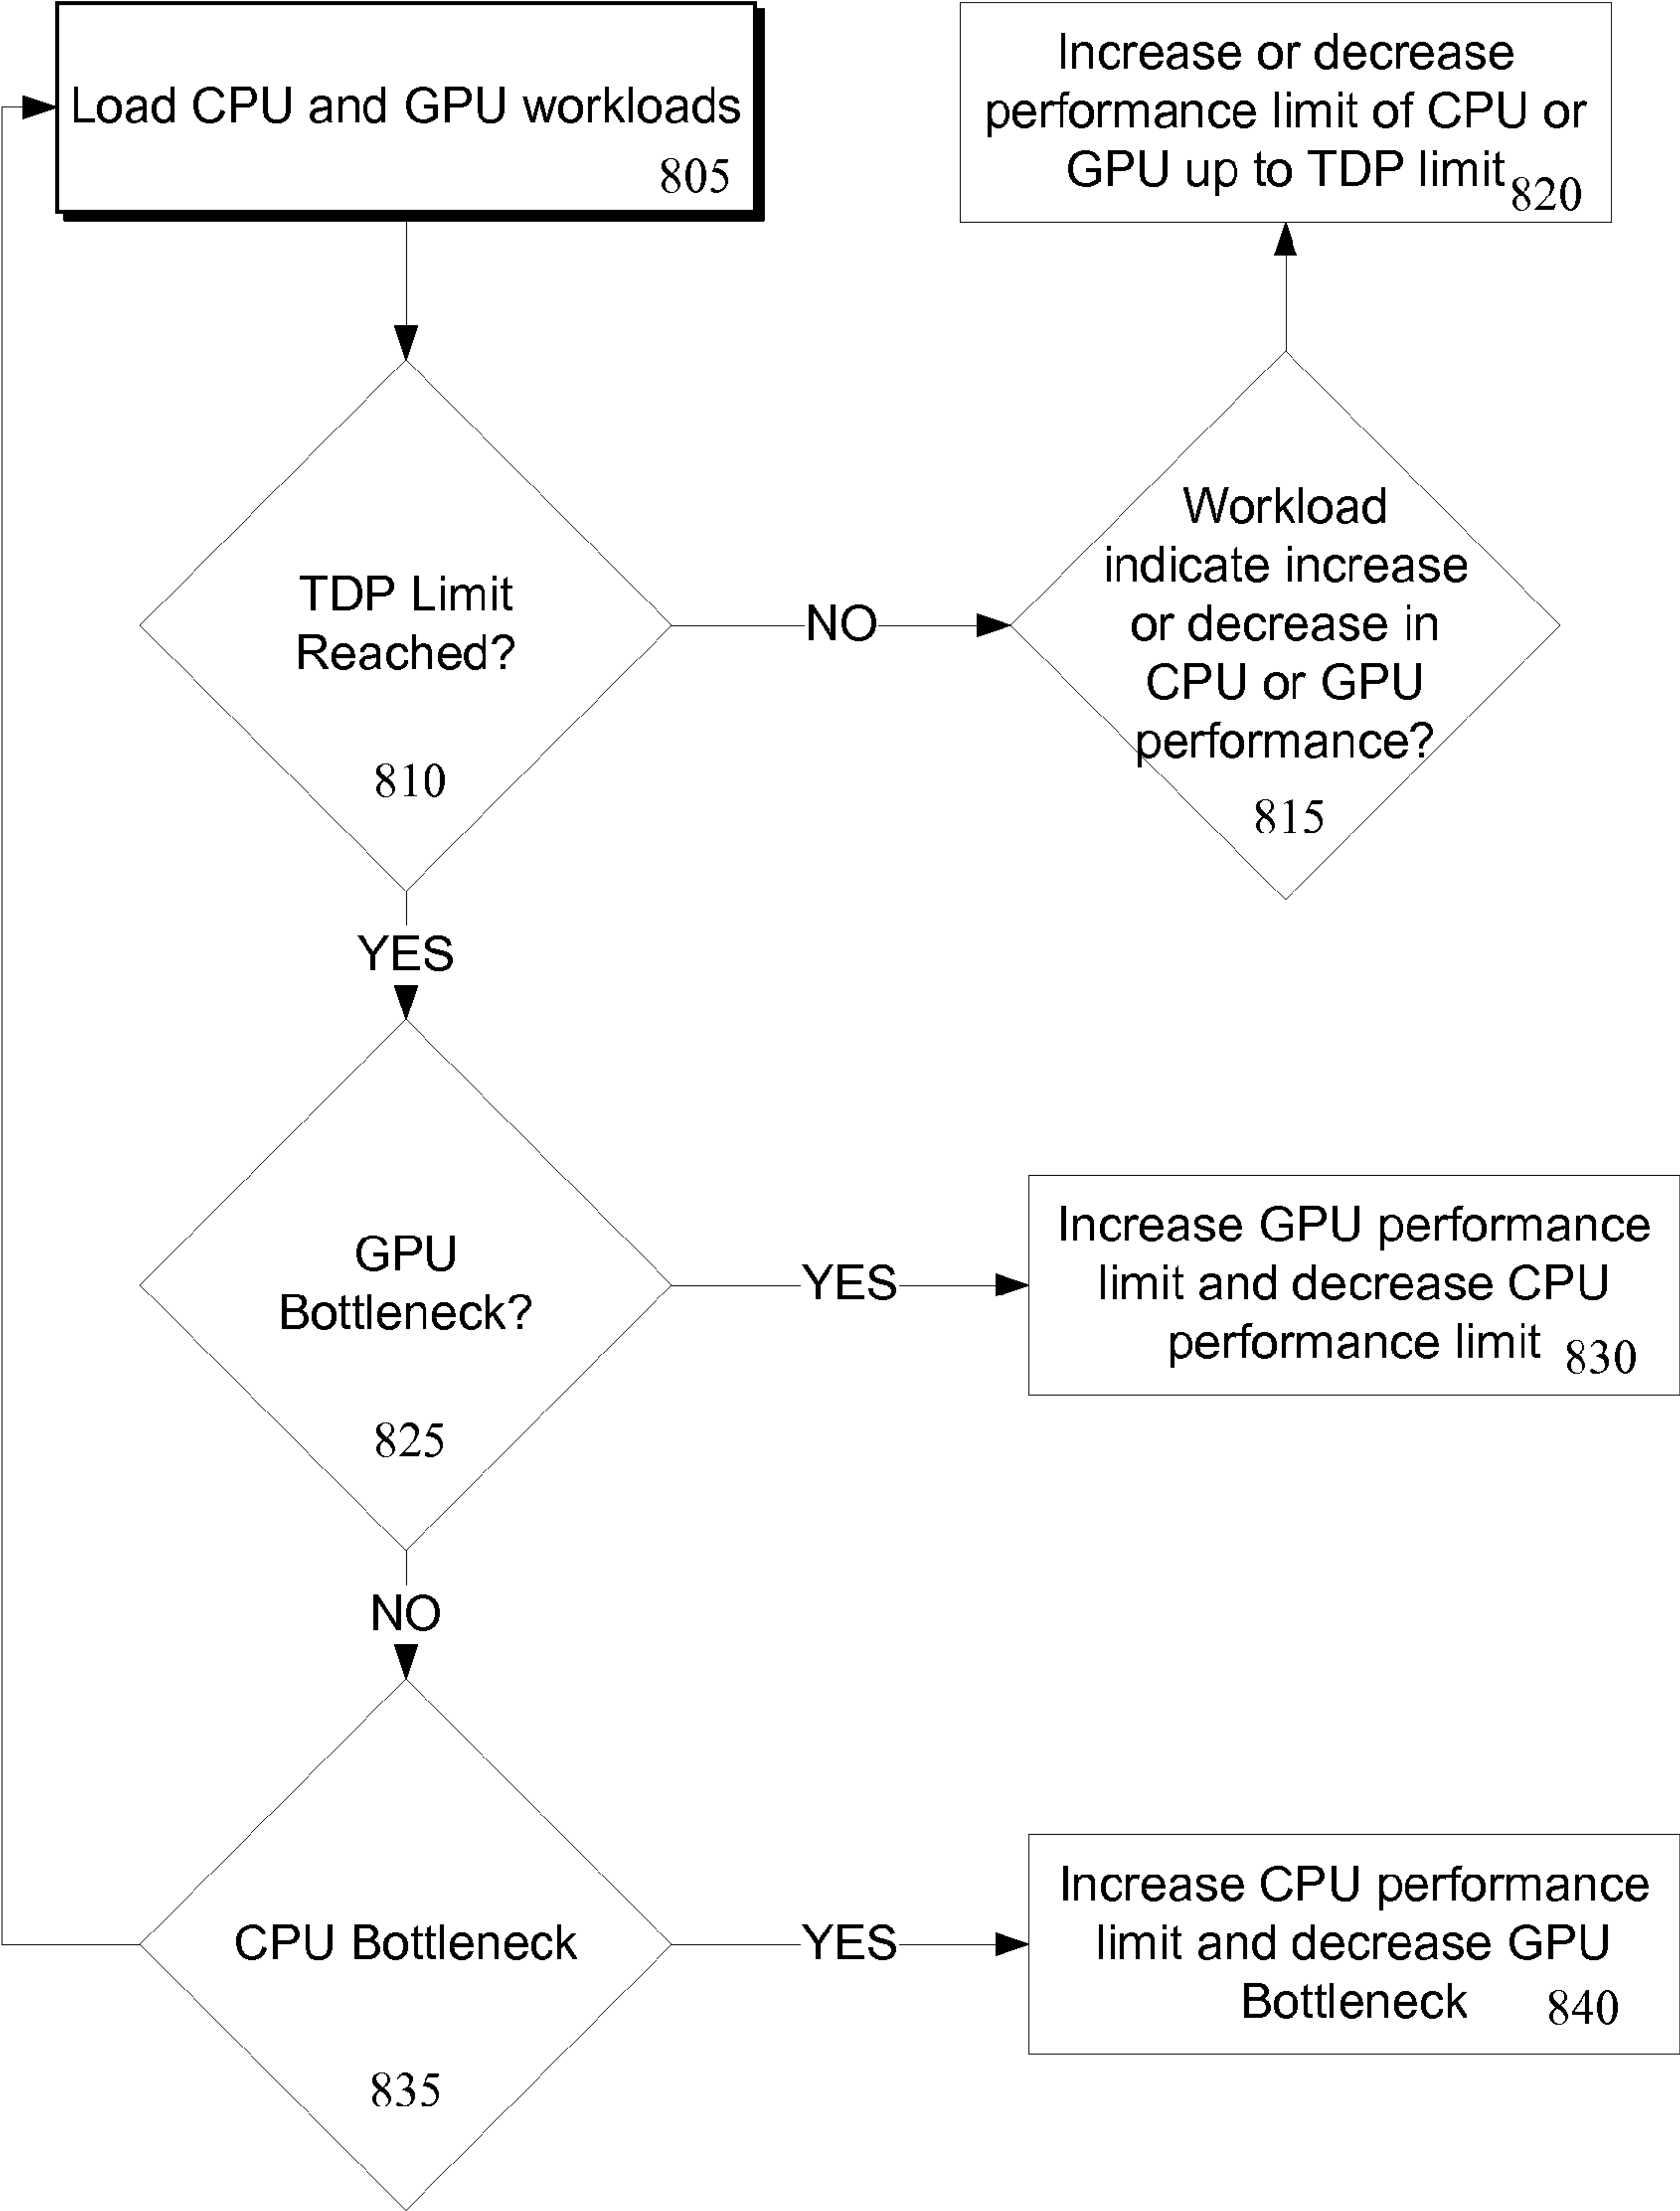 Load CPU and GPU workloads
805
Increase or decrease
performance limit of CPU or
GPU up to TDP limit
820
TDP Limit
Reached?
810
NO
Workload
indicate increase
or decrease in
CPU or GPU
performance?
815
YES
GPU
Bottleneck?
825
YES
Increase GPU performance
limit and decrease CPU
performance limit
830
NO
CPU Bottleneck
835
YES
Increase CPU performance
limit and decrease GPU
Bottleneck
840